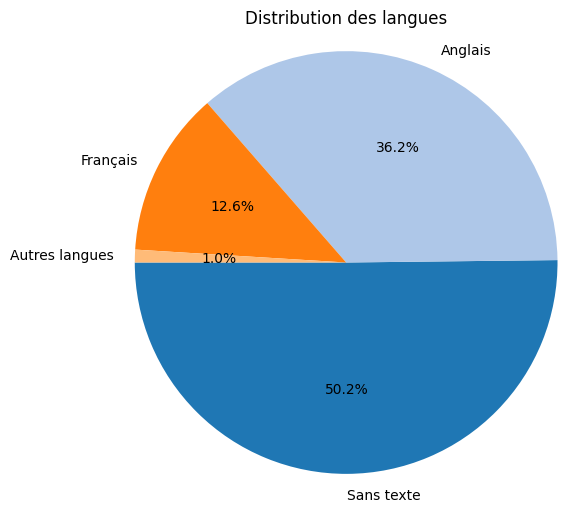 Distribution des langues
Anglais
36.2%
Français
12.6%
Autres langues
1.0%
50.2%
Sans texte